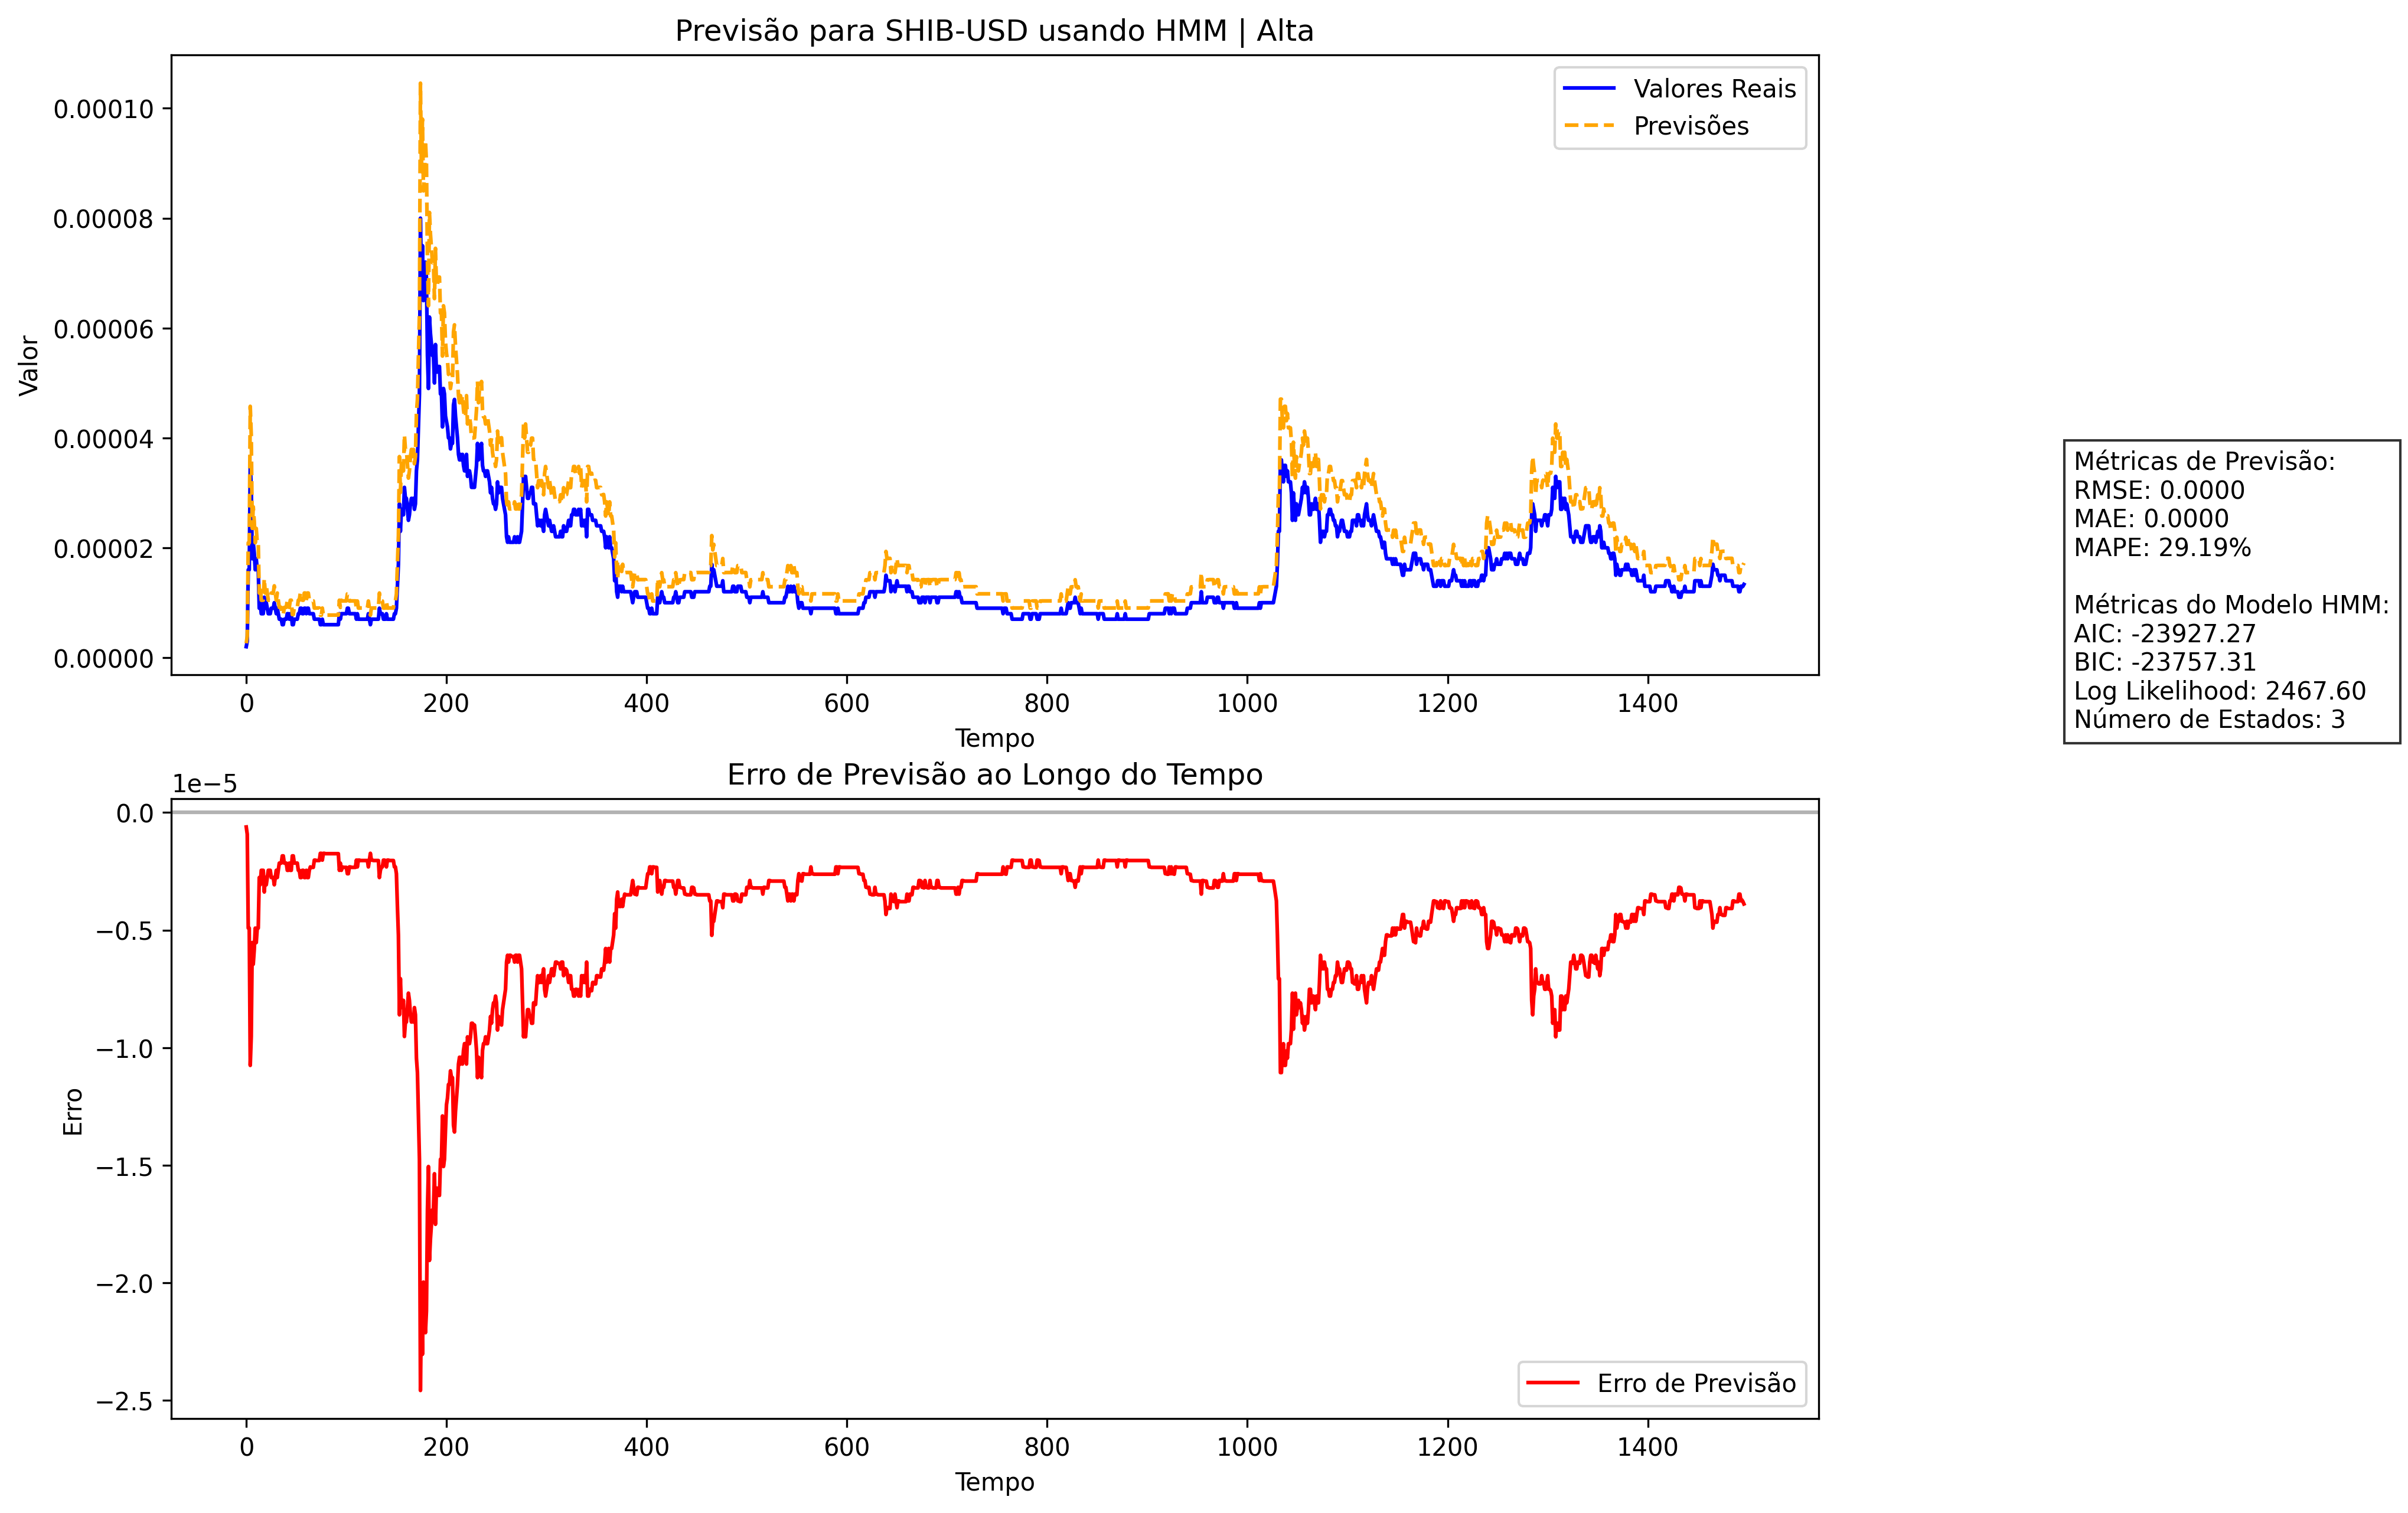 Previsão para SHIB-USD usando HMM | Alta
Valores Reais
Previsões
Valor
0.00010
0.00008
0.00006
0.00004
0.00002
0.00000
0 200 400 600 800 1000 1200 1400
Tempo
Métricas de Previsão:
RMSE: 0.0000
MAE: 0.0000
MAPE: 29.19%
Métricas do Modelo HMM:
AIC: -23927.27
BIC: -23757.31
Log Likelihood: 2467.60
Número de Estados: 3
Erro de Previsão ao Longo do Tempo
1e−5
Erro
0.0
−0.5
−1.0
−1.5
−2.0
−2.5
Erro de Previsão
0 200 400 600 800 1000 1200 1400
Tempo